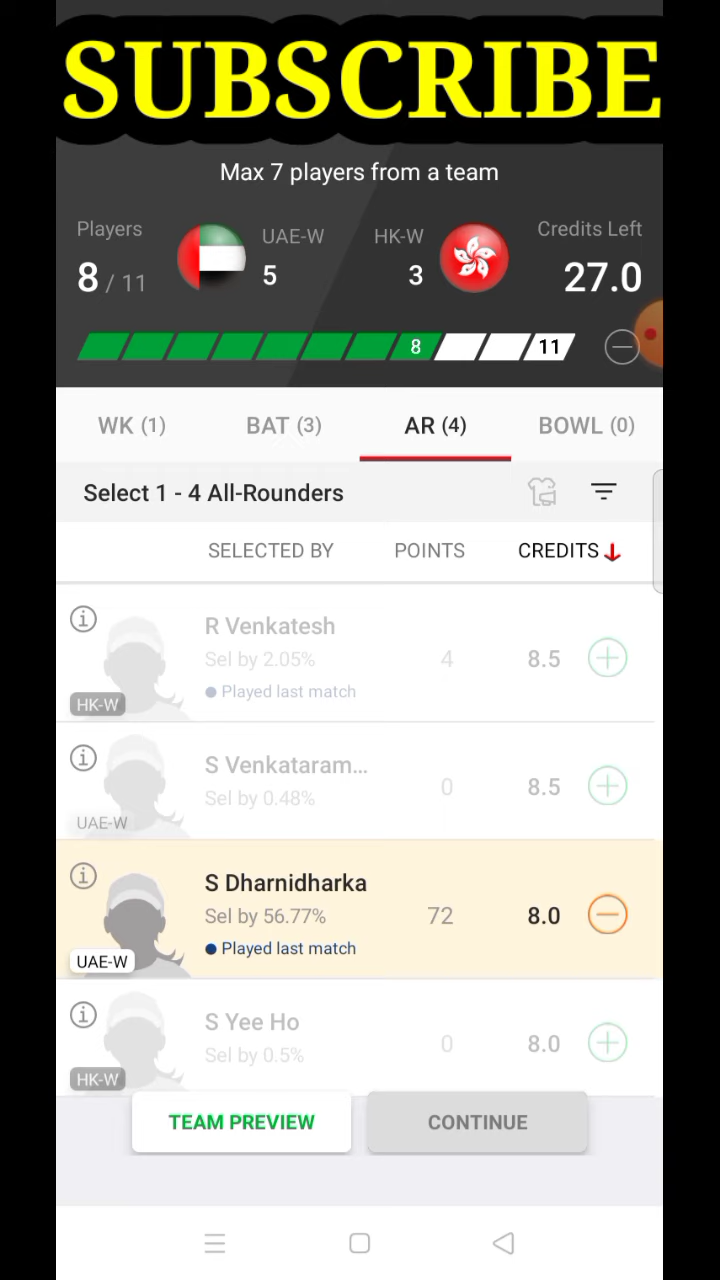 SUBSCRIBE
Max 7 players from a team
Players UAE-W HK-W Credits Left
8 / 11 5 3 27.0
8 11
WK (1) BAT (3) AR (4) BOWL (0)
Select 1 - 4 All-Rounders
SELECTED BY POINTS CREDITS
R Venkatesh
Sel by 2.05% 4 8.5
Played last match
HK-W
S Venkataram...
Sel by 0.48% 0 8.5
UAE-W
S Dharnidharka
Sel by 56.77% 72 8.0
Played last match
UAE-W
S Yee Ho
Sel by 0.5% 0 8.0
HK-W
TEAM PREVIEW CONTINUE